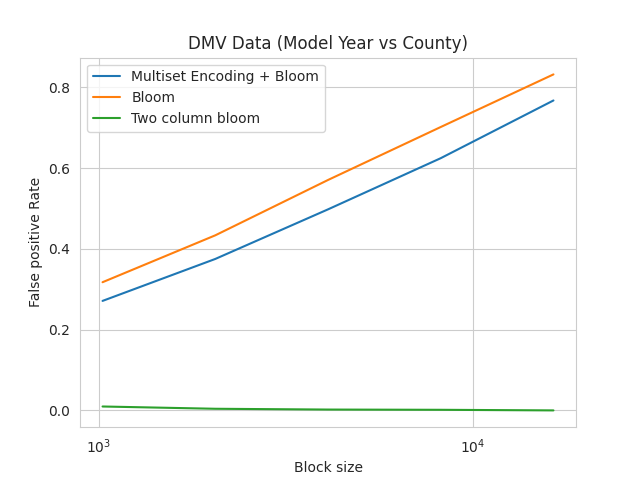 DMV Data (Model Year vs County)
Multiset Encoding + Bloom
Bloom
Two column bloom
False positive Rate
0.8
0.6
0.4
0.2
0.0
10³
10⁴
Block size